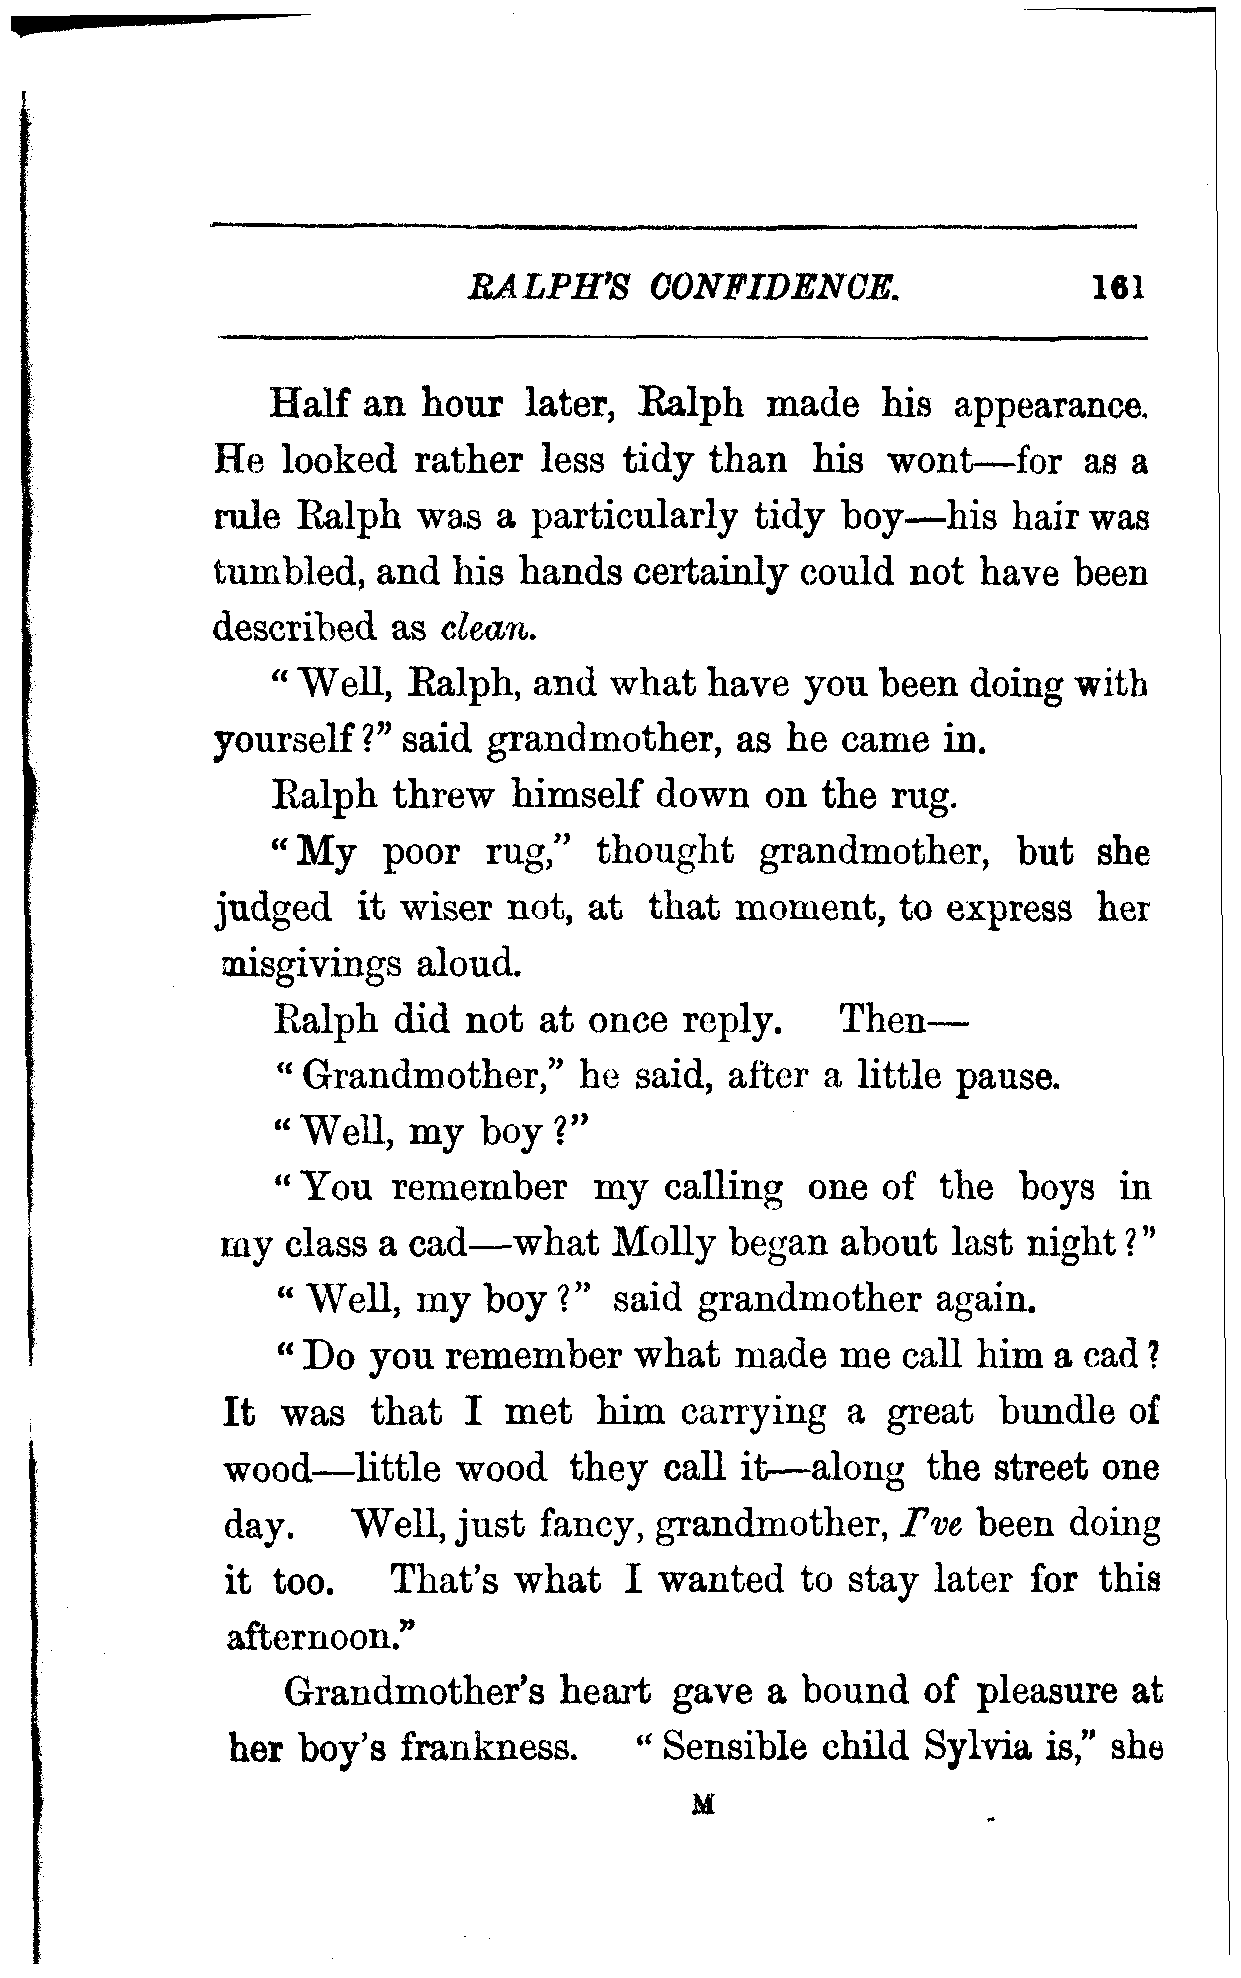 RALPH'S CONFIDENCE. 161
Half an hour later, Ralph made his appearance.
He looked rather less tidy than his wont—for as a
rule Ralph was a particularly tidy boy—his hair was
tumbled, and his hands certainly could not have been
described as clean.
"Well, Ralph, and what have you been doing with
yourself?" said grandmother, as he came in.
Ralph threw himself down on the rug.
"My poor rug," thought grandmother, but she
judged it wiser not, at that moment, to express her
misgivings aloud.
Ralph did not at once reply. Then—
"Grandmother," he said, after a little pause.
"Well, my boy?"
"You remember my calling one of the boys in
my class a cad—what Molly began about last night?"
"Well, my boy?" said grandmother again.
"Do you remember what made me call him a cad?
It was that I met him carrying a great bundle of
wood—little wood they call it—along the street one
day. Well, just fancy, grandmother, I've been doing
it too. That's what I wanted to stay later for this
afternoon."
Grandmother's heart gave a bound of pleasure at
her boy's frankness. "Sensible child Sylvia is," she
M